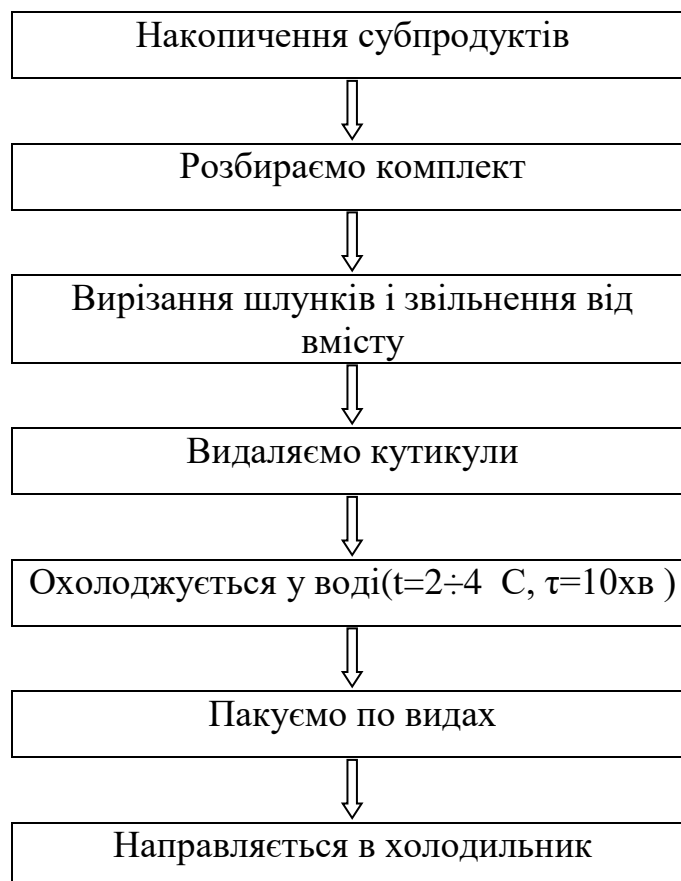 Накопичення субпродуктів
Розбираємо комплект
Вирізання шлунків і звільнення від
вмісту
Видаляємо кутикули
Охолоджується у воді(t=2÷4 С, τ=10хв )
Пакуємо по видах
Направляється в холодильник